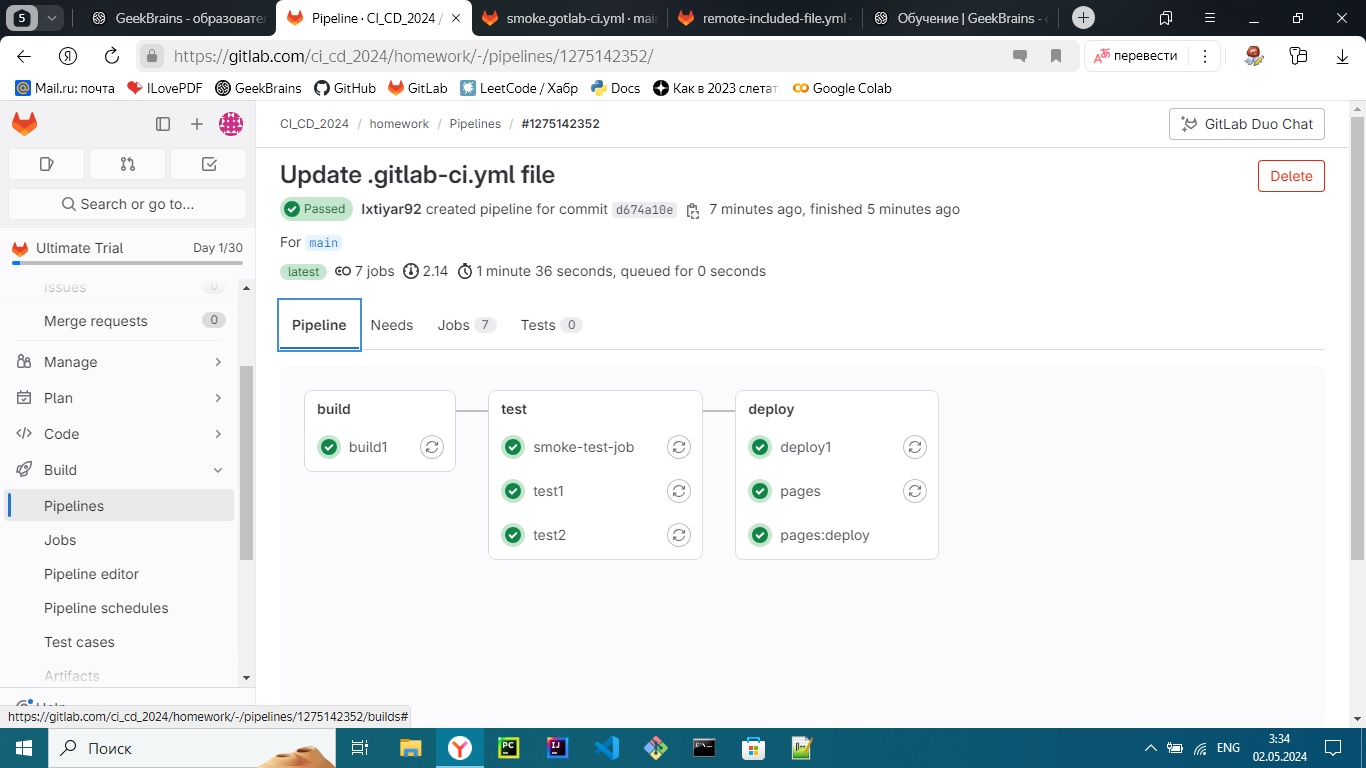 5
GeekBrains - образовате
Pipeline · CI_CD_2024 /
smoke.gotlab-ci.yml · mai
remote-included-file.yml
Обучение | GeekBrains -
https://gitlab.com/ci_cd_2024/homework/-/pipelines/1275142352/
перевести
Mail.ru: почта
ILovePDF
GeekBrains
GitHub
GitLab
LeetCode / Хабр
Docs
Как в 2023 слетат
Google Colab
CI_CD_2024 / homework / Pipelines / #1275142352
GitLab Duo Chat
Update .gitlab-ci.yml file
Delete
Passed Ixtiyar92 created pipeline for commit d674a10e 7 minutes ago, finished 5 minutes ago
For main
latest 7 jobs 2.14 1 minute 36 seconds, queued for 0 seconds
Search or go to...
Ultimate Trial Day 1/30
Issues 0
Merge requests 0
Manage
Plan
Code
Build
Pipelines
Jobs
Pipeline editor
Pipeline schedules
Test cases
Artifacts
Help
Pipeline
Needs
Jobs 7
Tests 0
build
build1
test
smoke-test-job
test1
test2
deploy
deploy1
pages
pages:deploy
https://gitlab.com/ci_cd_2024/homework/-/pipelines/1275142352/builds#
Поиск
PC
IJ
ENG
3:34
02.05.2024